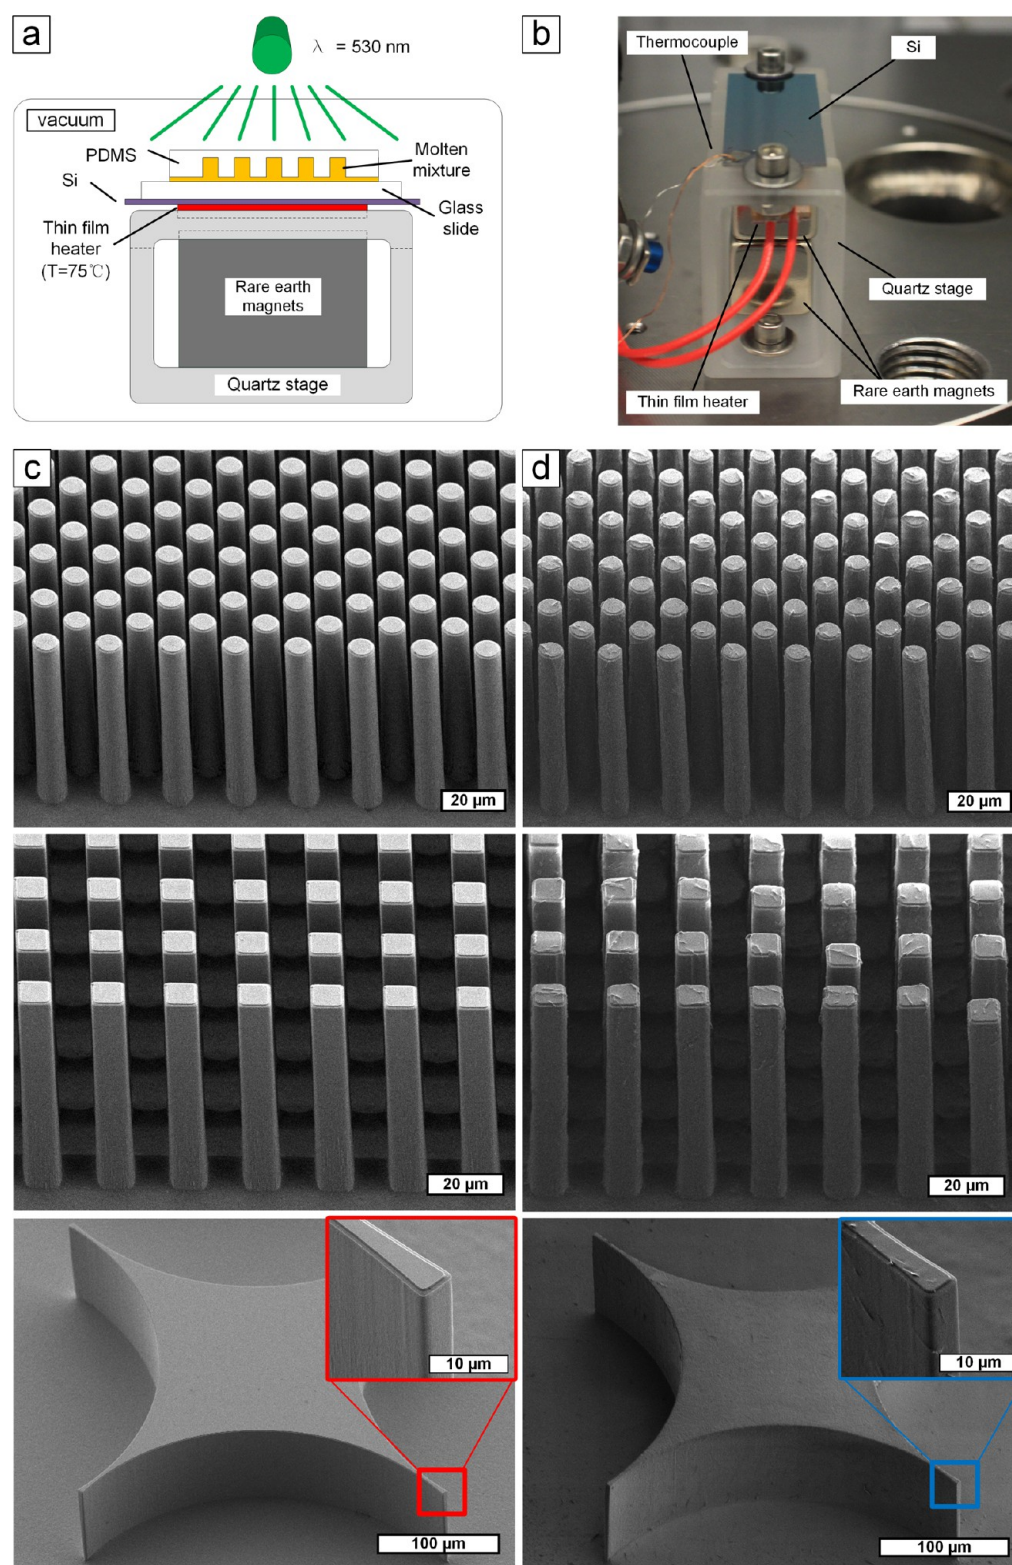 a
λ = 530 nm
vacuum
PDMS
Molten
mixture
Si
Glass
slide
Thin film
heater
(T=75℃)
Rare earth
magnets
Quartz stage
b
Thermocouple
Si
Quartz stage
Thin film heater
Rare earth magnets
c
20 µm
20 µm
10 µm
100 µm
d
20 µm
20 µm
10 µm
100 µm